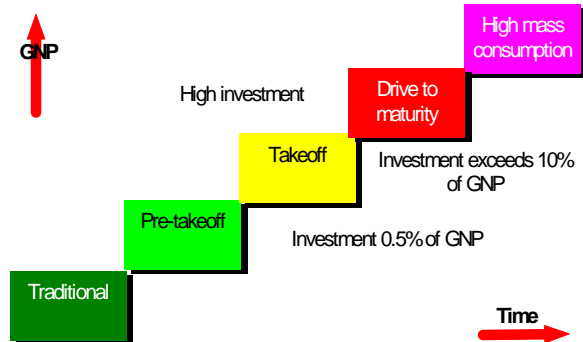 High mass
consumption
GNP
High investment
Drive to
maturity
Takeoff
Investment exceeds 10%
of GNP
Pre-takeoff
Investment 0.5% of GNP
Traditional
Time